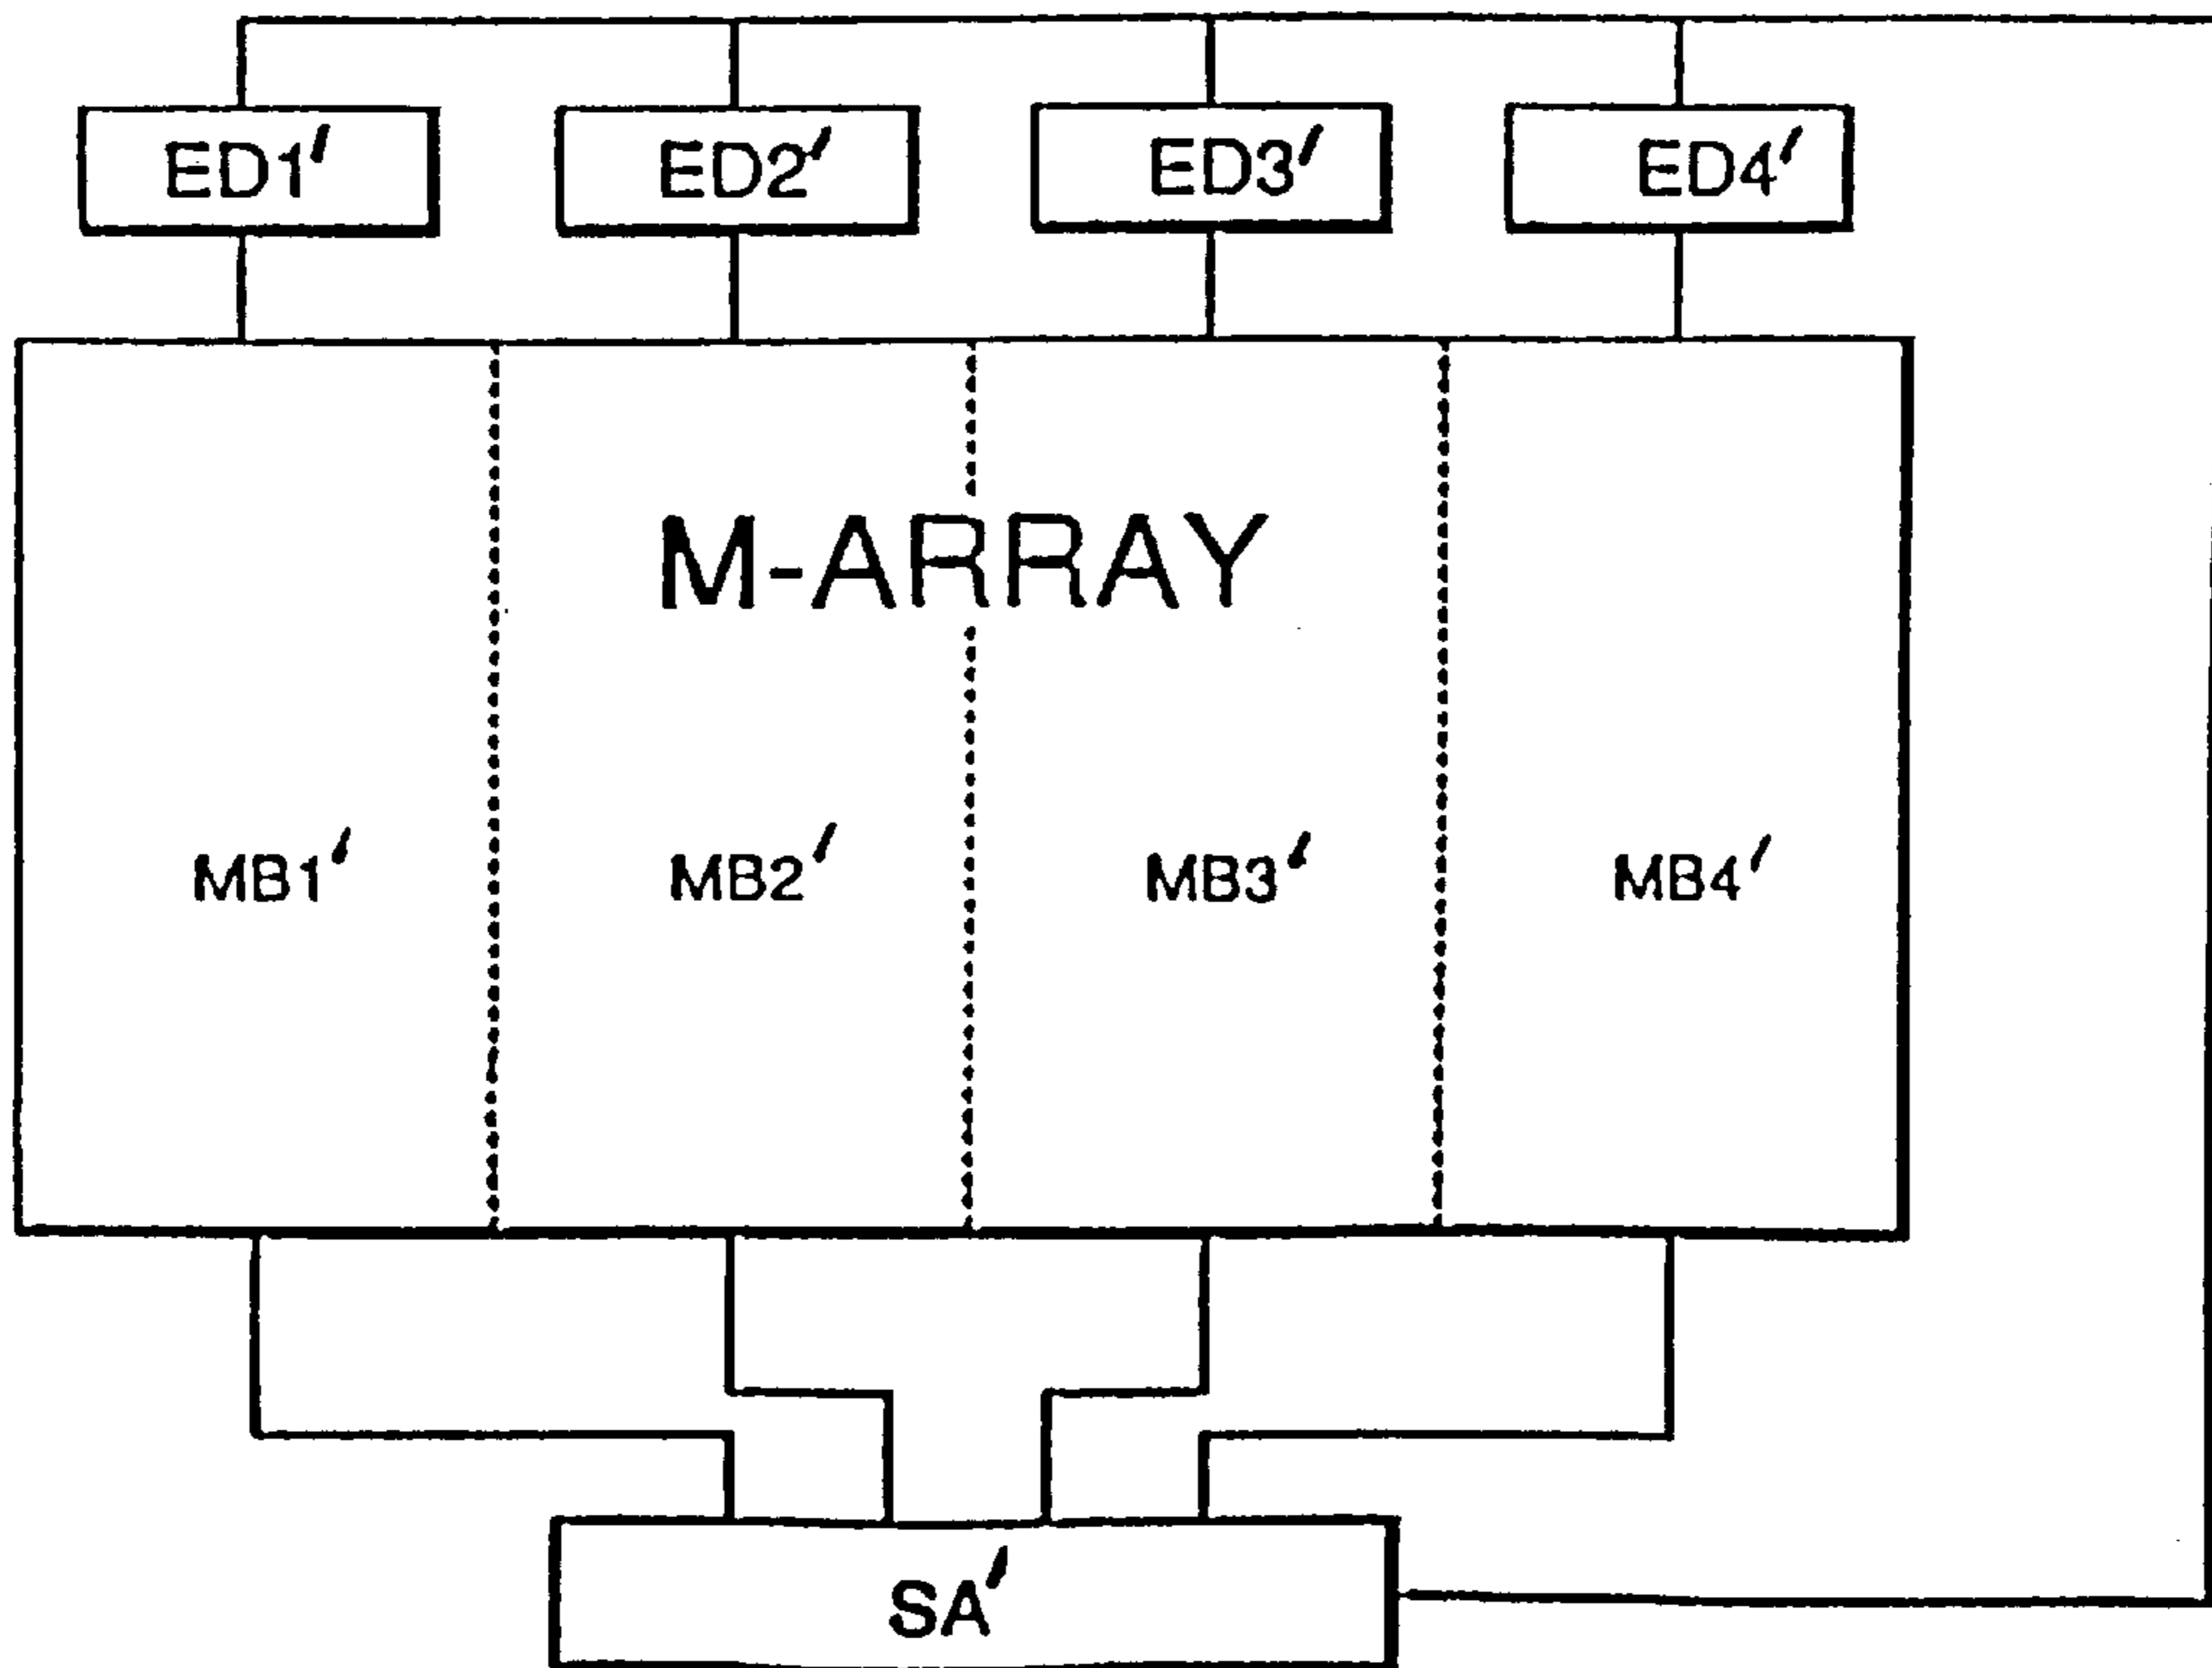 ED1′ ED2′ ED3′ ED4′
M-ARRAY
MB1′ MB2′ MB3′ MB4′
SA′